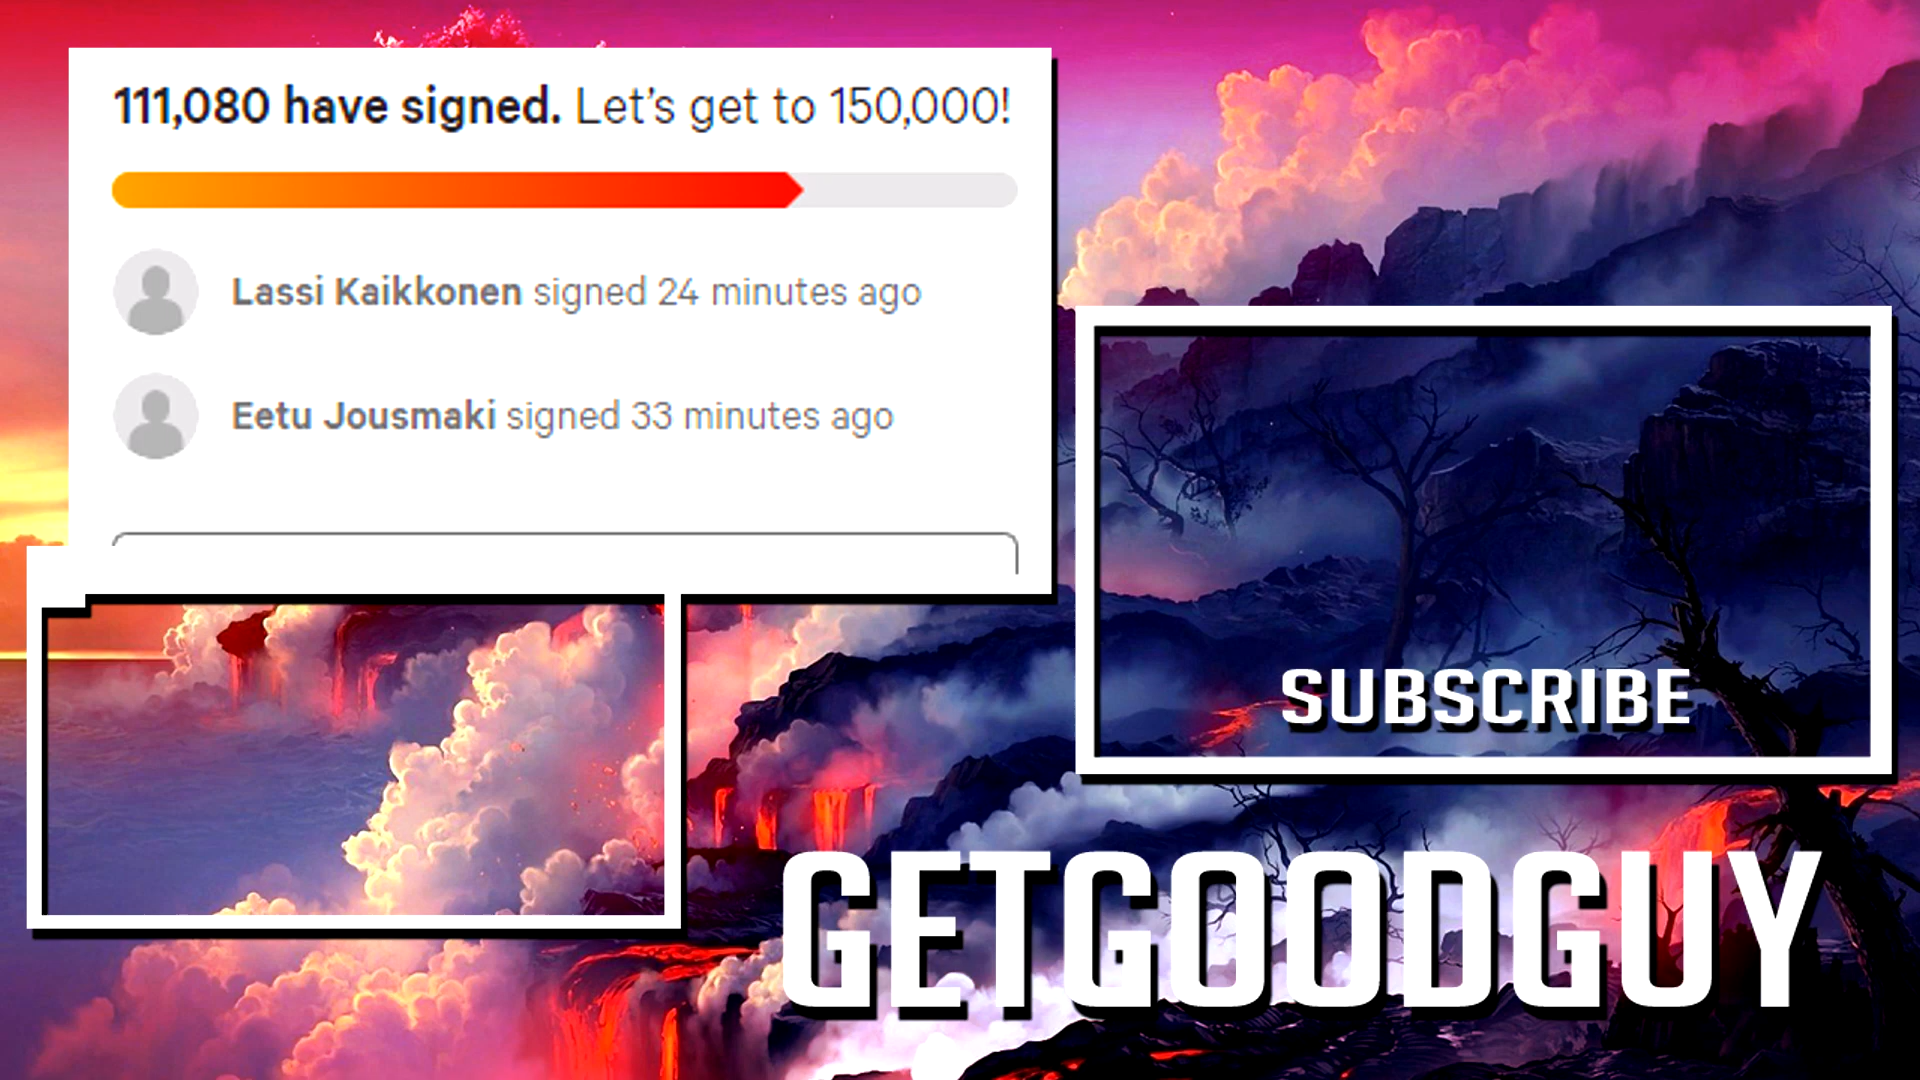 111,080 have signed. Let's get to 150,000!
Lassi Kaikkonen signed 24 minutes ago
Eetu Jousmaki signed 33 minutes ago
SUBSCRIBE
GETGOODGUY